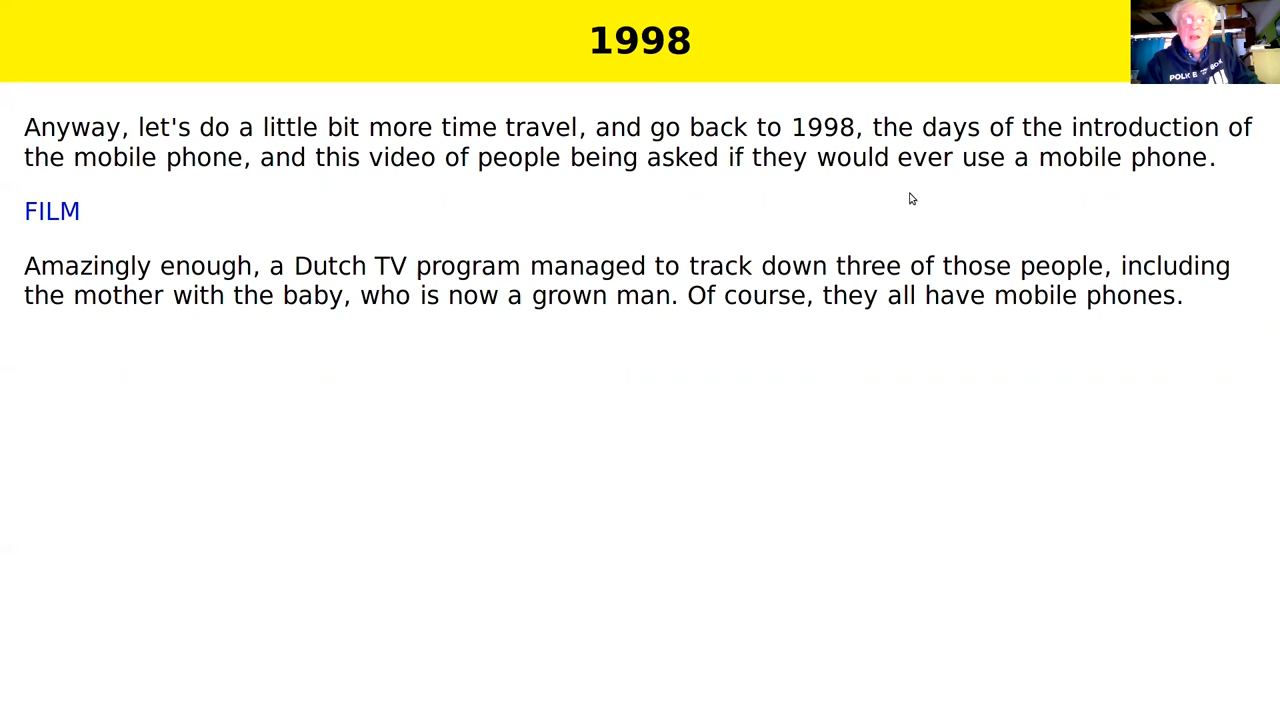 1998
Anyway, let's do a little bit more time travel, and go back to 1998, the days of the introduction of
the mobile phone, and this video of people being asked if they would ever use a mobile phone.
FILM
Amazingly enough, a Dutch TV program managed to track down three of those people, including
the mother with the baby, who is now a grown man. Of course, they all have mobile phones.